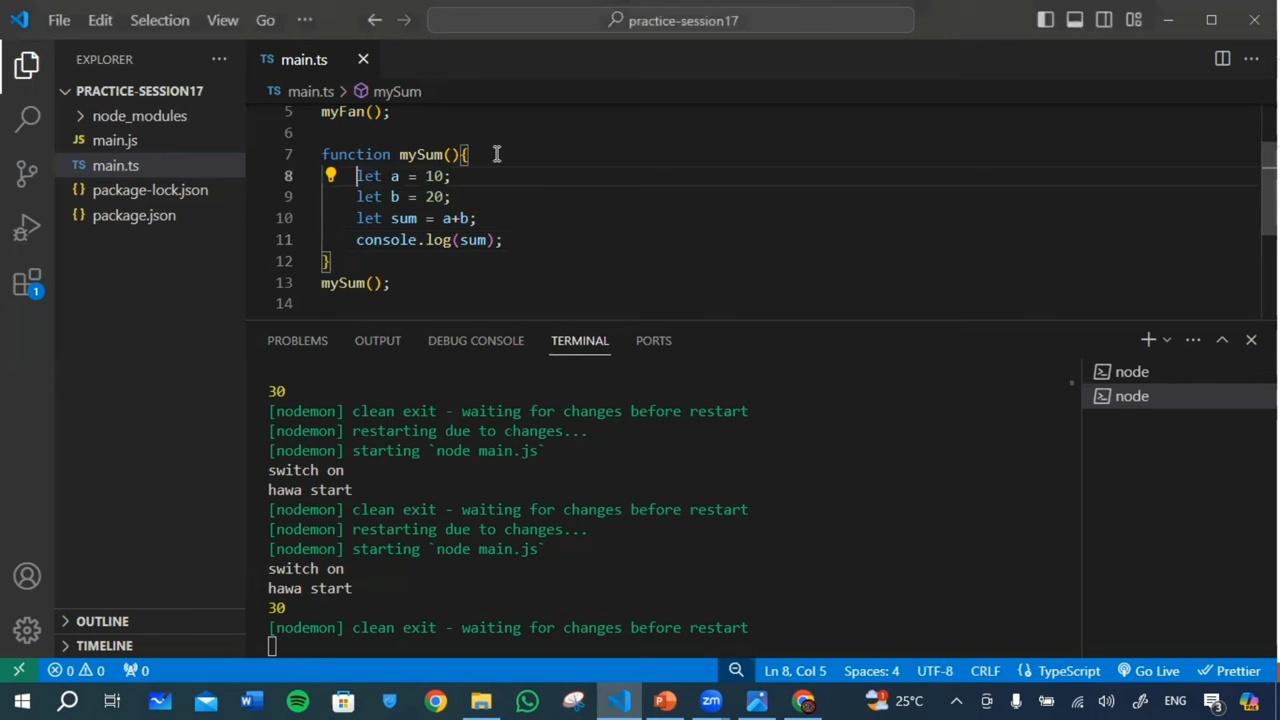 File Edit Selection View Go ··· practice-session17
EXPLORER ···
PRACTICE-SESSION17
node_modules
JS main.js
TS main.ts
{} package-lock.json
{} package.json
OUTLINE
TIMELINE
TS main.ts
TS main.ts > mySum
5 myFan();
6
7 function mySum(){
8 let a = 10;
9 let b = 20;
10 let sum = a+b;
11 console.log(sum);
12 }
13 mySum();
14
PROBLEMS OUTPUT DEBUG CONSOLE TERMINAL PORTS
30
[nodemon] clean exit - waiting for changes before restart
[nodemon] restarting due to changes...
[nodemon] starting `node main.js`
switch on
hawa start
[nodemon] clean exit - waiting for changes before restart
[nodemon] restarting due to changes...
[nodemon] starting `node main.js`
switch on
hawa start
30
[nodemon] clean exit - waiting for changes before restart
node
node
1
0 0 0 Ln 8, Col 5 Spaces: 4 UTF-8 CRLF {} TypeScript Go Live Prettier
25°C ENG 3